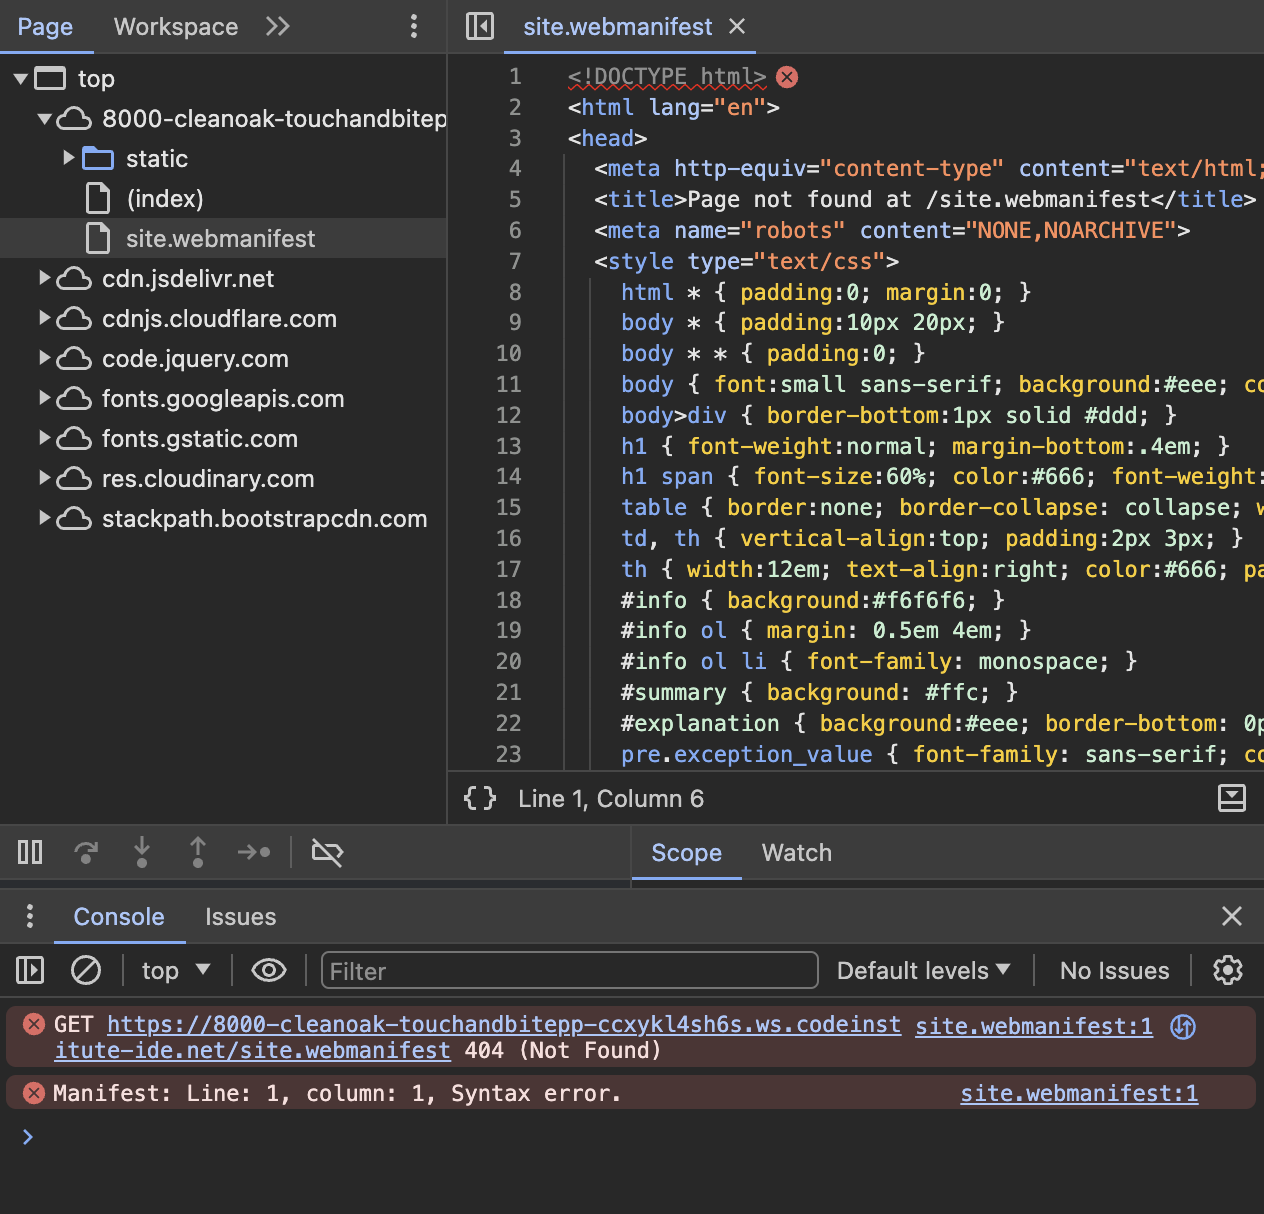 Page Workspace
site.webmanifest
top
8000-cleanoak-touchandbitep
static
(index)
site.webmanifest
cdn.jsdelivr.net
cdnjs.cloudflare.com
code.jquery.com
fonts.googleapis.com
fonts.gstatic.com
res.cloudinary.com
stackpath.bootstrapcdn.com
1 <!DOCTYPE html>
2 <html lang="en">
3 <head>
4 <meta http-equiv="content-type" content="text/html;
5 <title>Page not found at /site.webmanifest</title>
6 <meta name="robots" content="NONE,NOARCHIVE">
7 <style type="text/css">
8 html * { padding:0; margin:0; }
9 body * { padding:10px 20px; }
10 body * * { padding:0; }
11 body { font:small sans-serif; background:#eee; co
12 body>div { border-bottom:1px solid #ddd; }
13 h1 { font-weight:normal; margin-bottom:.4em; }
14 h1 span { font-size:60%; color:#666; font-weight:
15 table { border:none; border-collapse: collapse; w
16 td, th { vertical-align:top; padding:2px 3px; }
17 th { width:12em; text-align:right; color:#666; pa
18 #info { background:#f6f6f6; }
19 #info ol { margin: 0.5em 4em; }
20 #info ol li { font-family: monospace; }
21 #summary { background: #ffc; }
22 #explanation { background:#eee; border-bottom: 0p
23 pre.exception_value { font-family: sans-serif; co
{} Line 1, Column 6
Scope Watch
Console Issues
top Filter Default levels No Issues
GET https://8000-cleanoak-touchandbitepp-ccxykl4sh6s.ws.codeinst site.webmanifest:1
itute-ide.net/site.webmanifest 404 (Not Found)
Manifest: Line: 1, column: 1, Syntax error. site.webmanifest:1